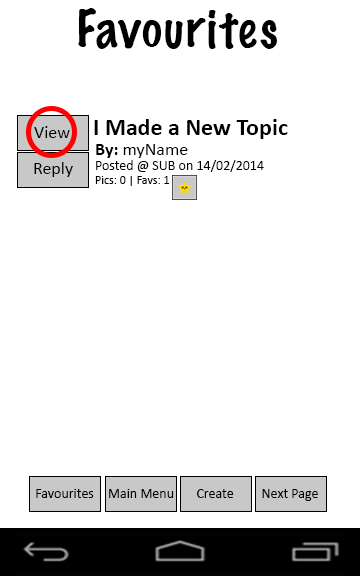 Favourites
View
I Made a New Topic
By: myName
Reply
Posted @ SUB on 14/02/2014
Pics: 0 | Favs: 1
Favourites
Main Menu
Create
Next Page